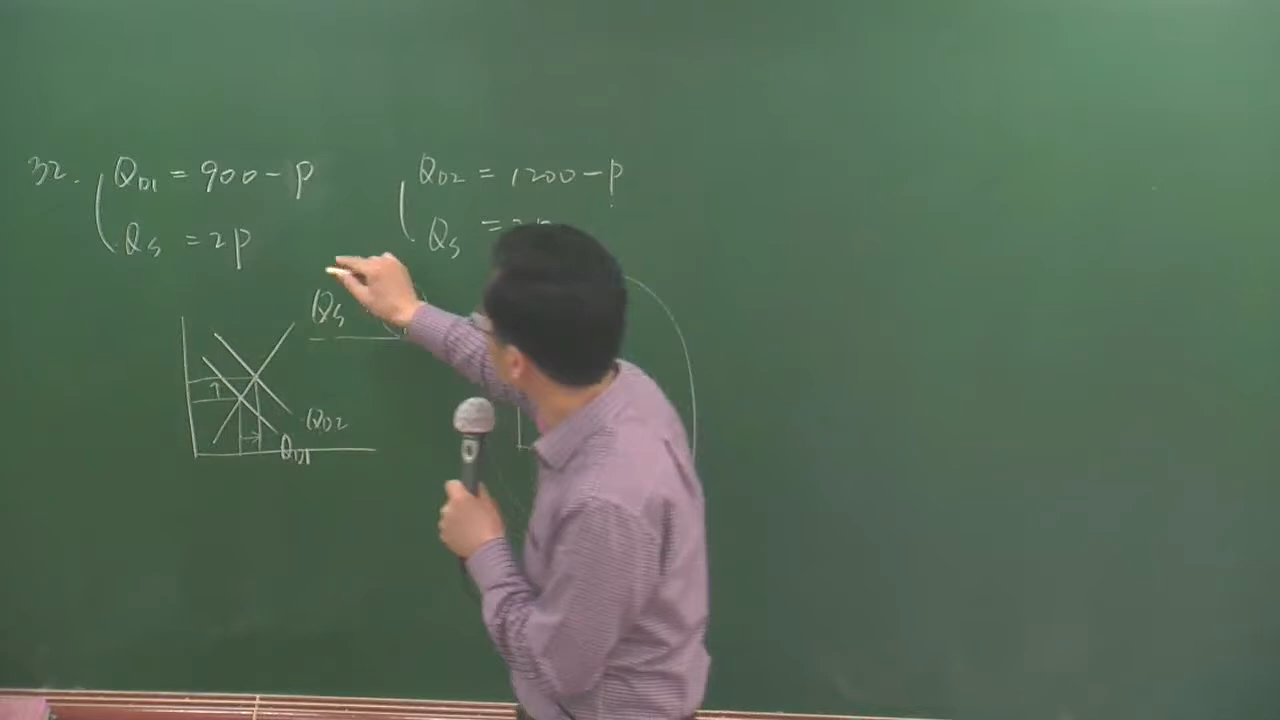 32. Q_D1 = 900 - P
Q_S = 2P
Q_D2 = 1200 - P
Q_S =
Q_S
Q_D2
Q_D1